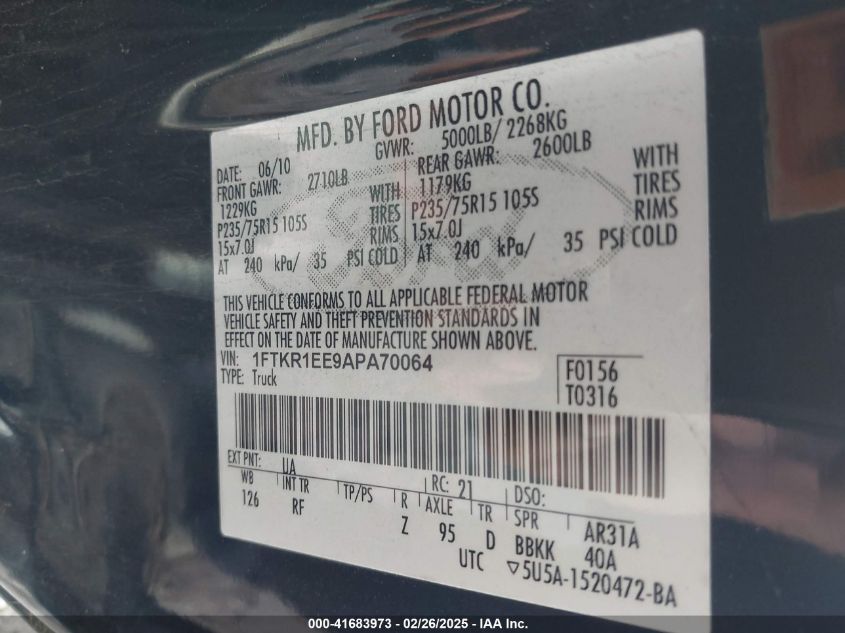 MFD. BY FORD MOTOR CO.
DATE: 06/10 GVWR: 5000LB/ 2268KG
FRONT GAWR: 2710LB REAR GAWR: 2600LB
1229KG WITH 1179KG WITH
P235/75R15 105S TIRES P235/75R15 105S TIRES
15x7.0J RIMS 15x7.0J RIMS
AT 240 kPa/ 35 PSI COLD AT 240 kPa/ 35 PSI COLD
Ford
THIS VEHICLE CONFORMS TO ALL APPLICABLE FEDERAL MOTOR
VEHICLE SAFETY AND THEFT PREVENTION STANDARDS IN
EFFECT ON THE DATE OF MANUFACTURE SHOWN ABOVE.
VIN: 1FTKR1EE9APA70064
TYPE: Truck
F0156
T0316
EXT PNT: UA RC: 21 DSO:
WB INT TR TP/PS R AXLE TR SPR AR31A
126 RF Z 95 D BBKK 40A
UTC ▽5U5A-1520472-BA
000-41683973 / 02/26/2025 - IAA Inc.